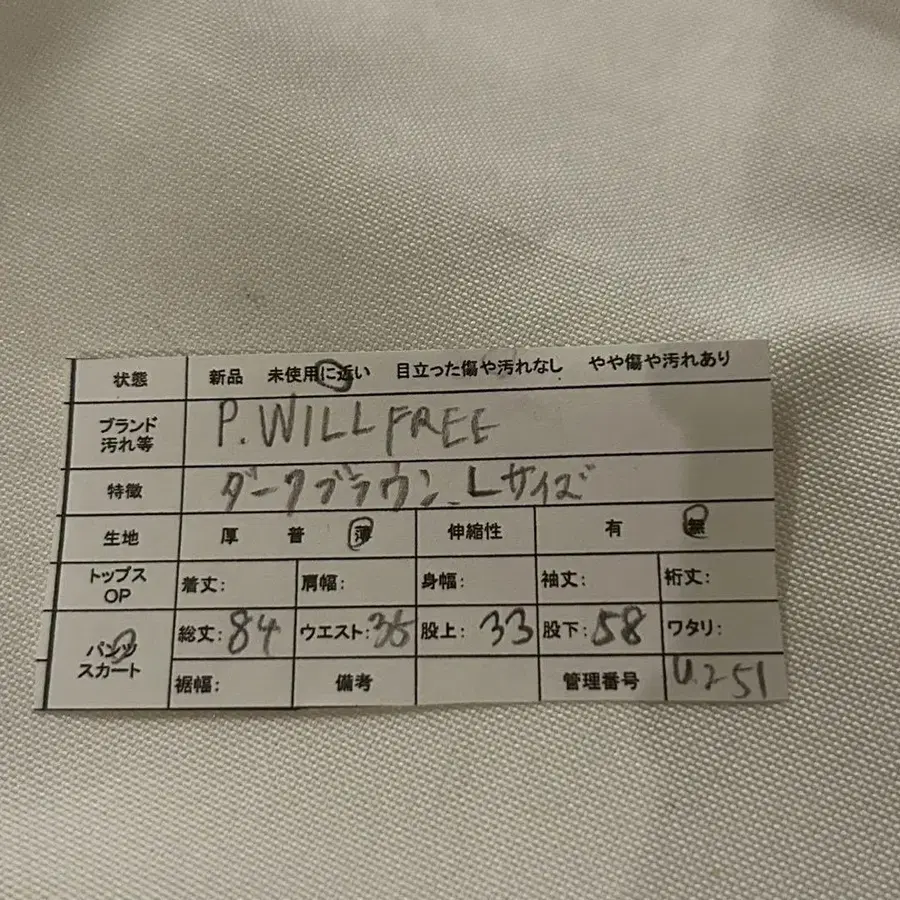 状態 新品 未使用に近い 目立った傷や汚れなし やや傷や汚れあり
ブランド 汚れ等 P.WILLFREE
特徴 ダークブラウン、Lサイズ
生地 厚 普 薄 伸縮性 有 無
トップス OP 着丈: 肩幅: 身幅: 袖丈: 裄丈:
パンツ スカート 総丈:84 ウエスト: 股上:33 股下:58 ワタリ:
裾幅: 備考 管理番号